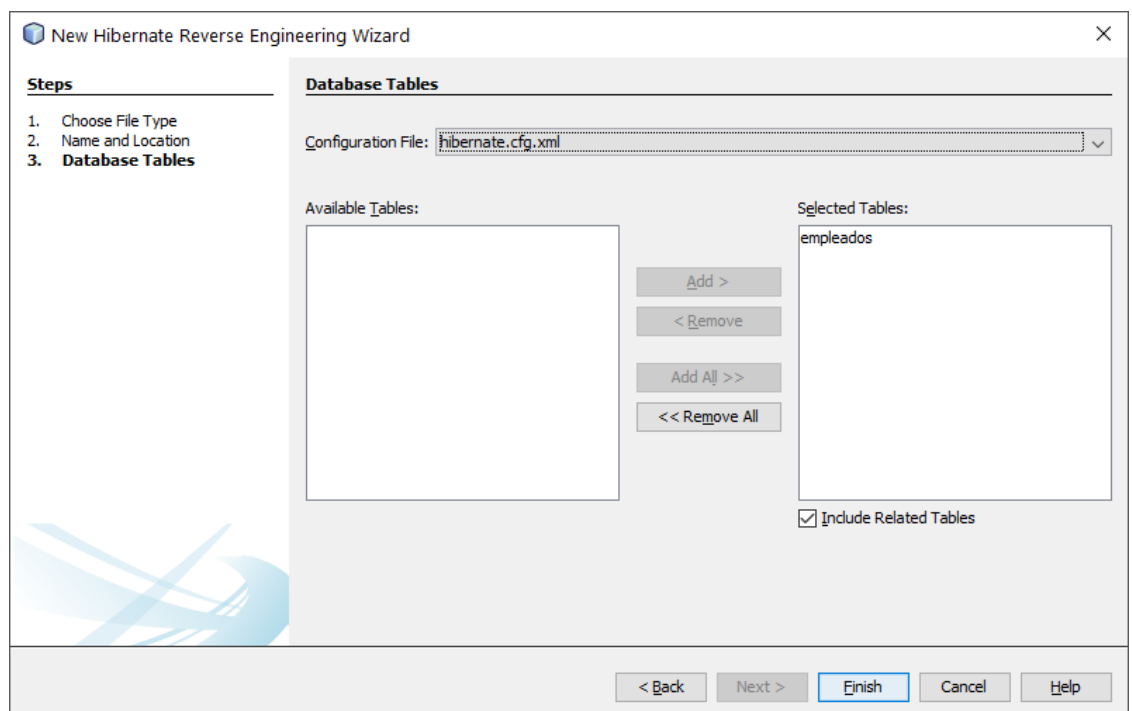 New Hibernate Reverse Engineering Wizard
Steps
1. Choose File Type
2. Name and Location
3. Database Tables
Database Tables
Configuration File: hibernate.cfg.xml
Available Tables:
Selected Tables:
empleados
Add >
< Remove
Add All >>
<< Remove All
Include Related Tables
< Back
Next >
Finish
Cancel
Help